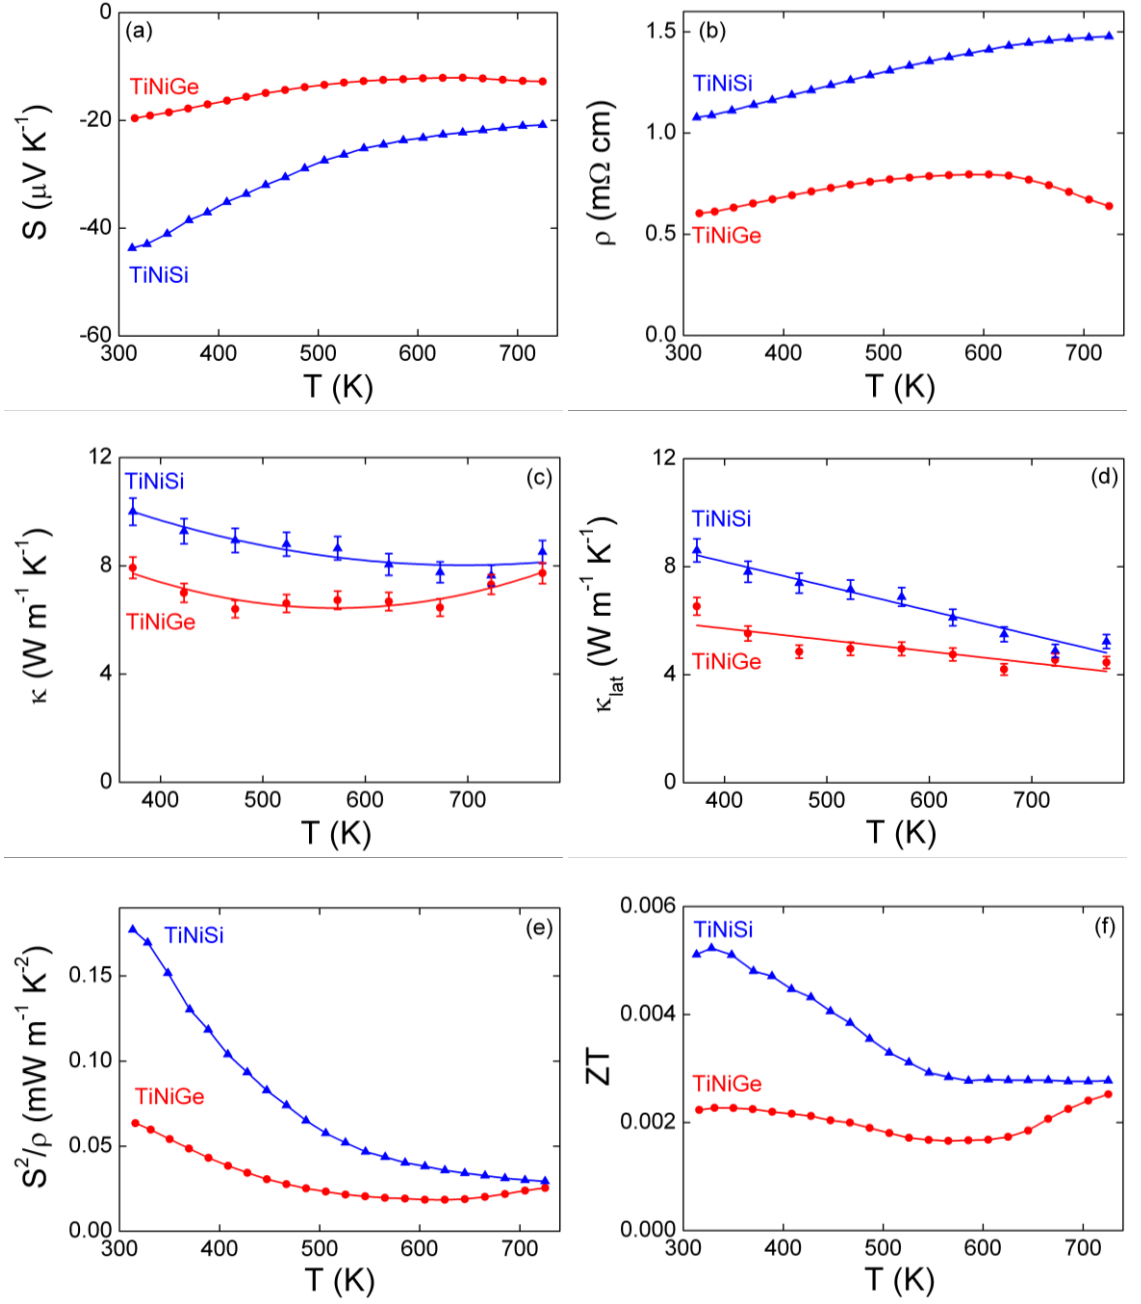 (a)
0
-20
-40
-60
S (μV K⁻¹)
TiNiGe
TiNiSi
300 400 500 600 700
T (K)
(b)
1.5
1.0
0.5
0.0
ρ (mΩ cm)
TiNiSi
TiNiGe
300 400 500 600 700
T (K)
(c)
12
8
4
0
κ (W m⁻¹ K⁻¹)
TiNiSi
TiNiGe
400 500 600 700
T (K)
(d)
12
8
4
0
κlat (W m⁻¹ K⁻¹)
TiNiSi
TiNiGe
400 500 600 700
T (K)
(e)
0.15
0.10
0.05
0.00
S²/ρ (mW m⁻¹ K⁻²)
TiNiSi
TiNiGe
300 400 500 600 700
T (K)
(f)
0.006
0.004
0.002
0.000
ZT
TiNiSi
TiNiGe
300 400 500 600 700
T (K)